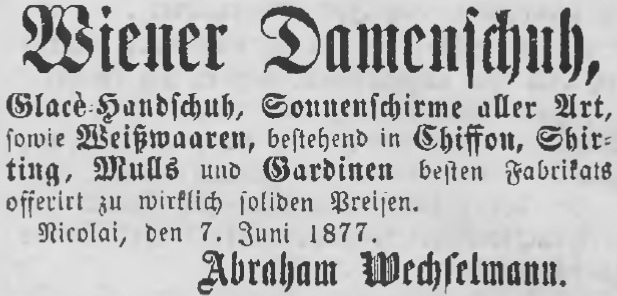 Wiener Damenschuh,
Glacè-Handschuh, Sonnenschirme aller Art,
sowie Weißwaaren, bestehend in Chiffon, Shir-
ting, Mulls und Gardinen besten Fabrikats
offerirt zu wirklich soliden Preisen.
Nicolai, den 7. Juni 1877.
Abraham Wechselmann.